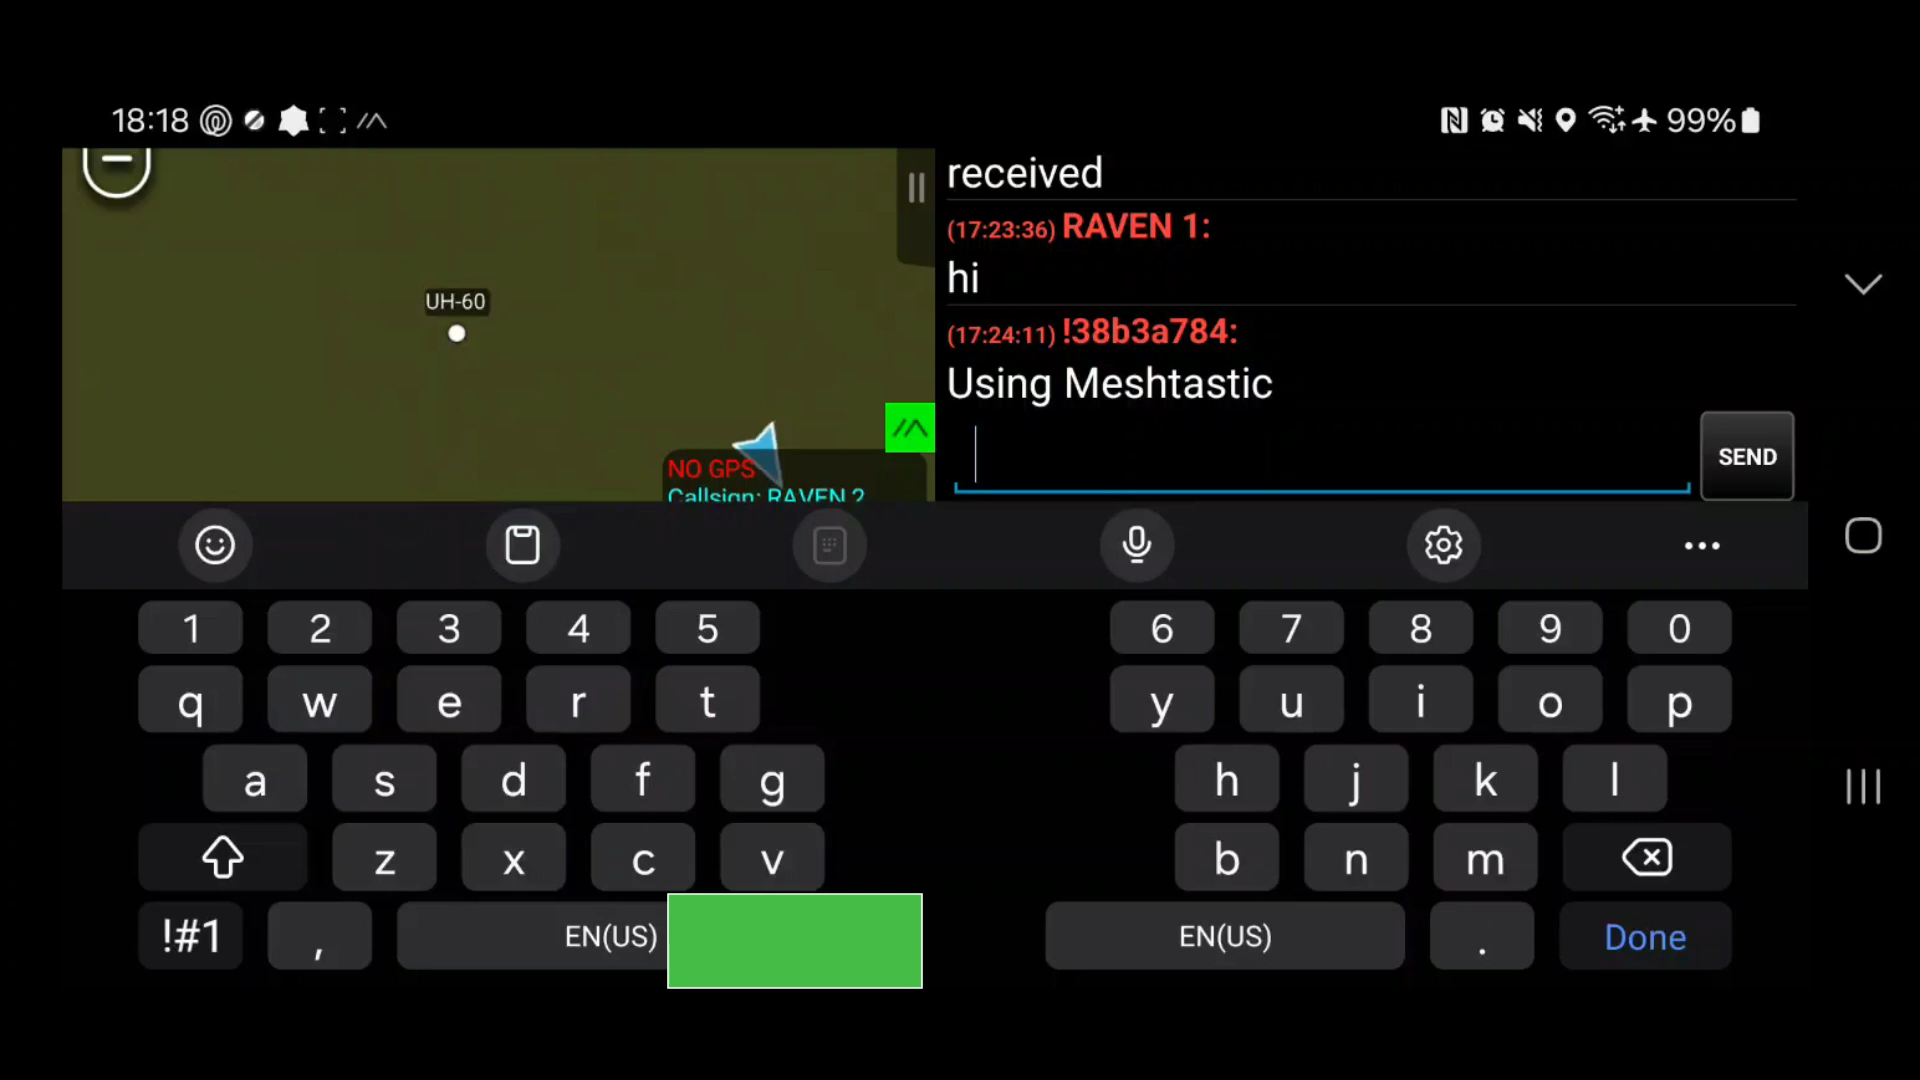 18:18
99%
UH-60
NO GPS
Callsign: RAVEN 2
received
(17:23:36) RAVEN 1:
hi
(17:24:11) !38b3a784:
Using Meshtastic
SEND
1 2 3 4 5 6 7 8 9 0
q w e r t y u i o p
a s d f g h j k l
z x c v b n m
!#1 , EN(US) EN(US) . Done